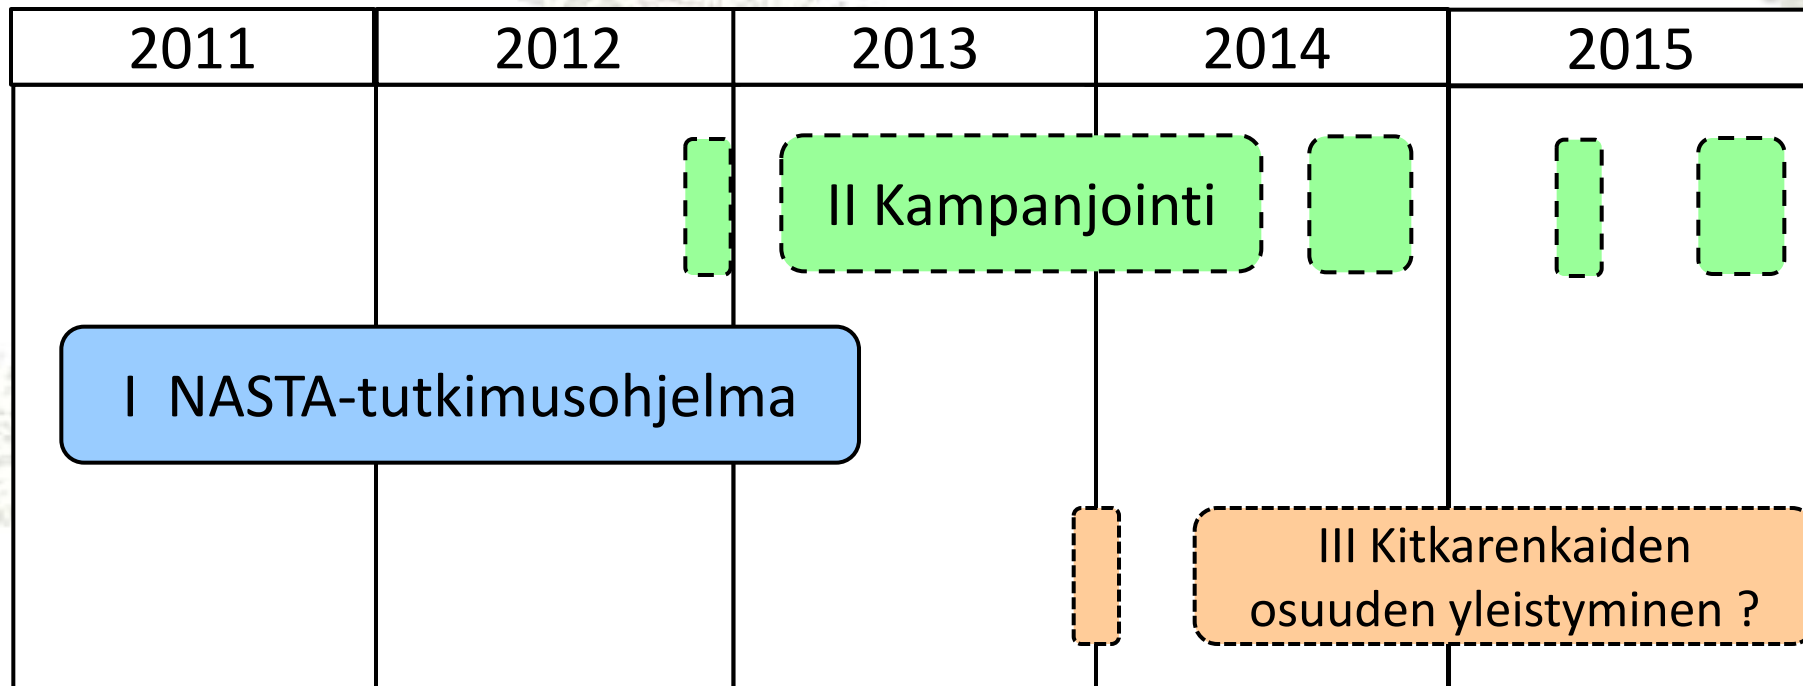 2011 2012 2013 2014 2015
II Kampanjointi
I NASTA-tutkimusohjelma
III Kitkarenkaiden
osuuden yleistyminen ?